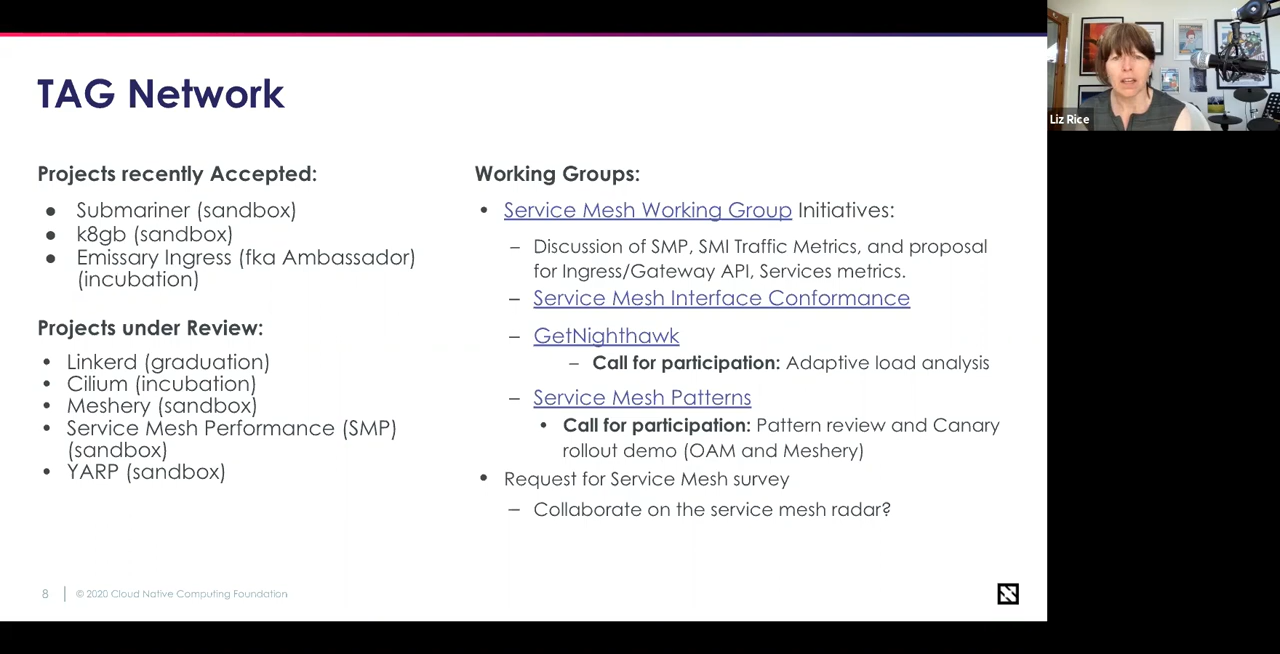 TAG Network
Projects recently Accepted:
● Submariner (sandbox)
● k8gb (sandbox)
● Emissary Ingress (fka Ambassador)
(incubation)
Projects under Review:
• Linkerd (graduation)
• Cilium (incubation)
• Meshery (sandbox)
• Service Mesh Performance (SMP)
(sandbox)
• YARP (sandbox)
Working Groups:
• Service Mesh Working Group Initiatives:
– Discussion of SMP, SMI Traffic Metrics, and proposal
for Ingress/Gateway API, Services metrics.
– Service Mesh Interface Conformance
– GetNighthawk
– Call for participation: Adaptive load analysis
– Service Mesh Patterns
• Call for participation: Pattern review and Canary
rollout demo (OAM and Meshery)
• Request for Service Mesh survey
– Collaborate on the service mesh radar?
8 | © 2020 Cloud Native Computing Foundation
Liz Rice